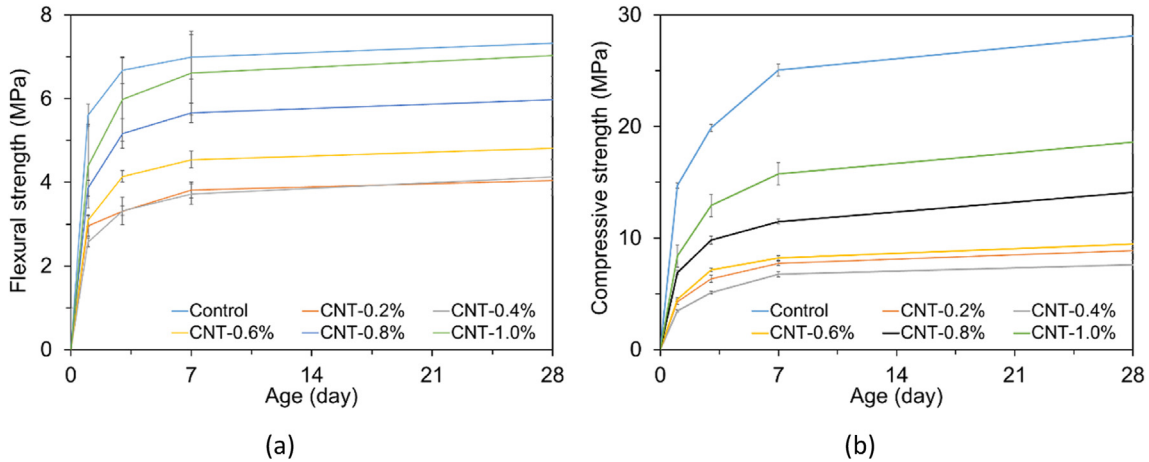 8
6
4
2
0
Flexural strength (MPa)
Control CNT-0.2% CNT-0.4%
CNT-0.6% CNT-0.8% CNT-1.0%
0 7 14 21 28
Age (day)
(a)
30
20
10
0
Compressive strength (MPa)
Control CNT-0.2% CNT-0.4%
CNT-0.6% CNT-0.8% CNT-1.0%
0 7 14 21 28
Age (day)
(b)